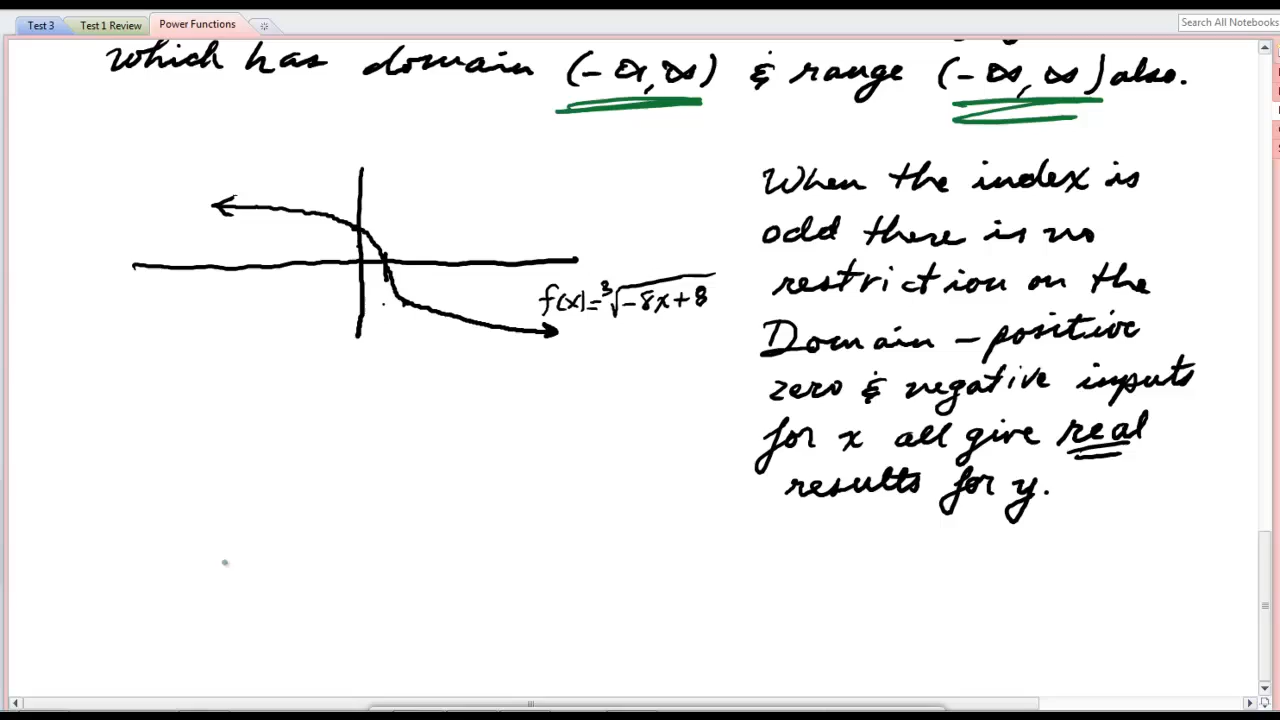 Test 3
Test 1 Review
Power Functions
Search All Notebooks
which has domain (-∞,∞) & range (-∞,∞) also.
When the index is
odd there is no
restriction on the
Domain – positive
zero & negative inputs
for x all give real
results for y.
f(x)=∛(-8x+8)